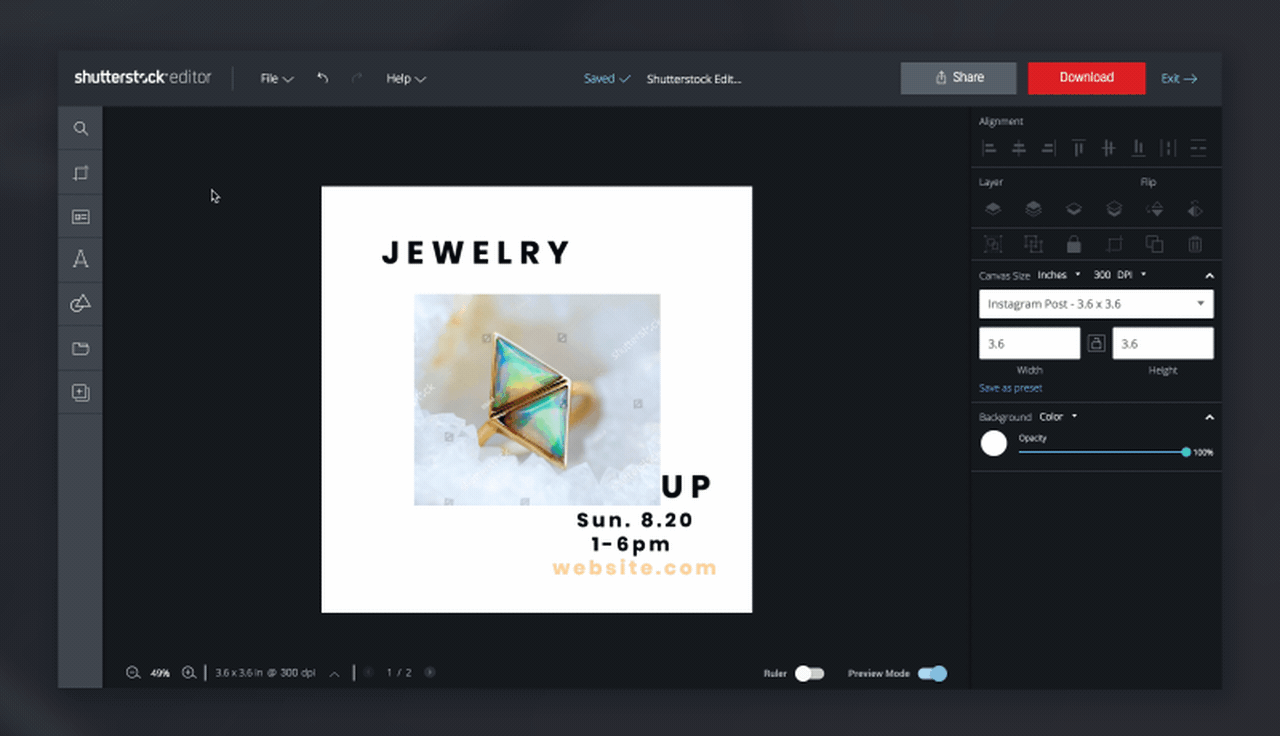 shutterstock editor
File
Help
Saved
Shutterstock Edit...
Share
Download
Exit
Alignment
Layer
Flip
Canvas Size Inches 300 DPI
Instagram Post - 3.6 x 3.6
3.6
3.6
Width
Height
Save as preset
Background Color
Opacity
100%
JEWELRY
shutterstock
UP
Sun. 8.20
1-6pm
website.com
49%
3.6 x 3.6 in @ 300 dpi
1 / 2
Ruler
Preview Mode